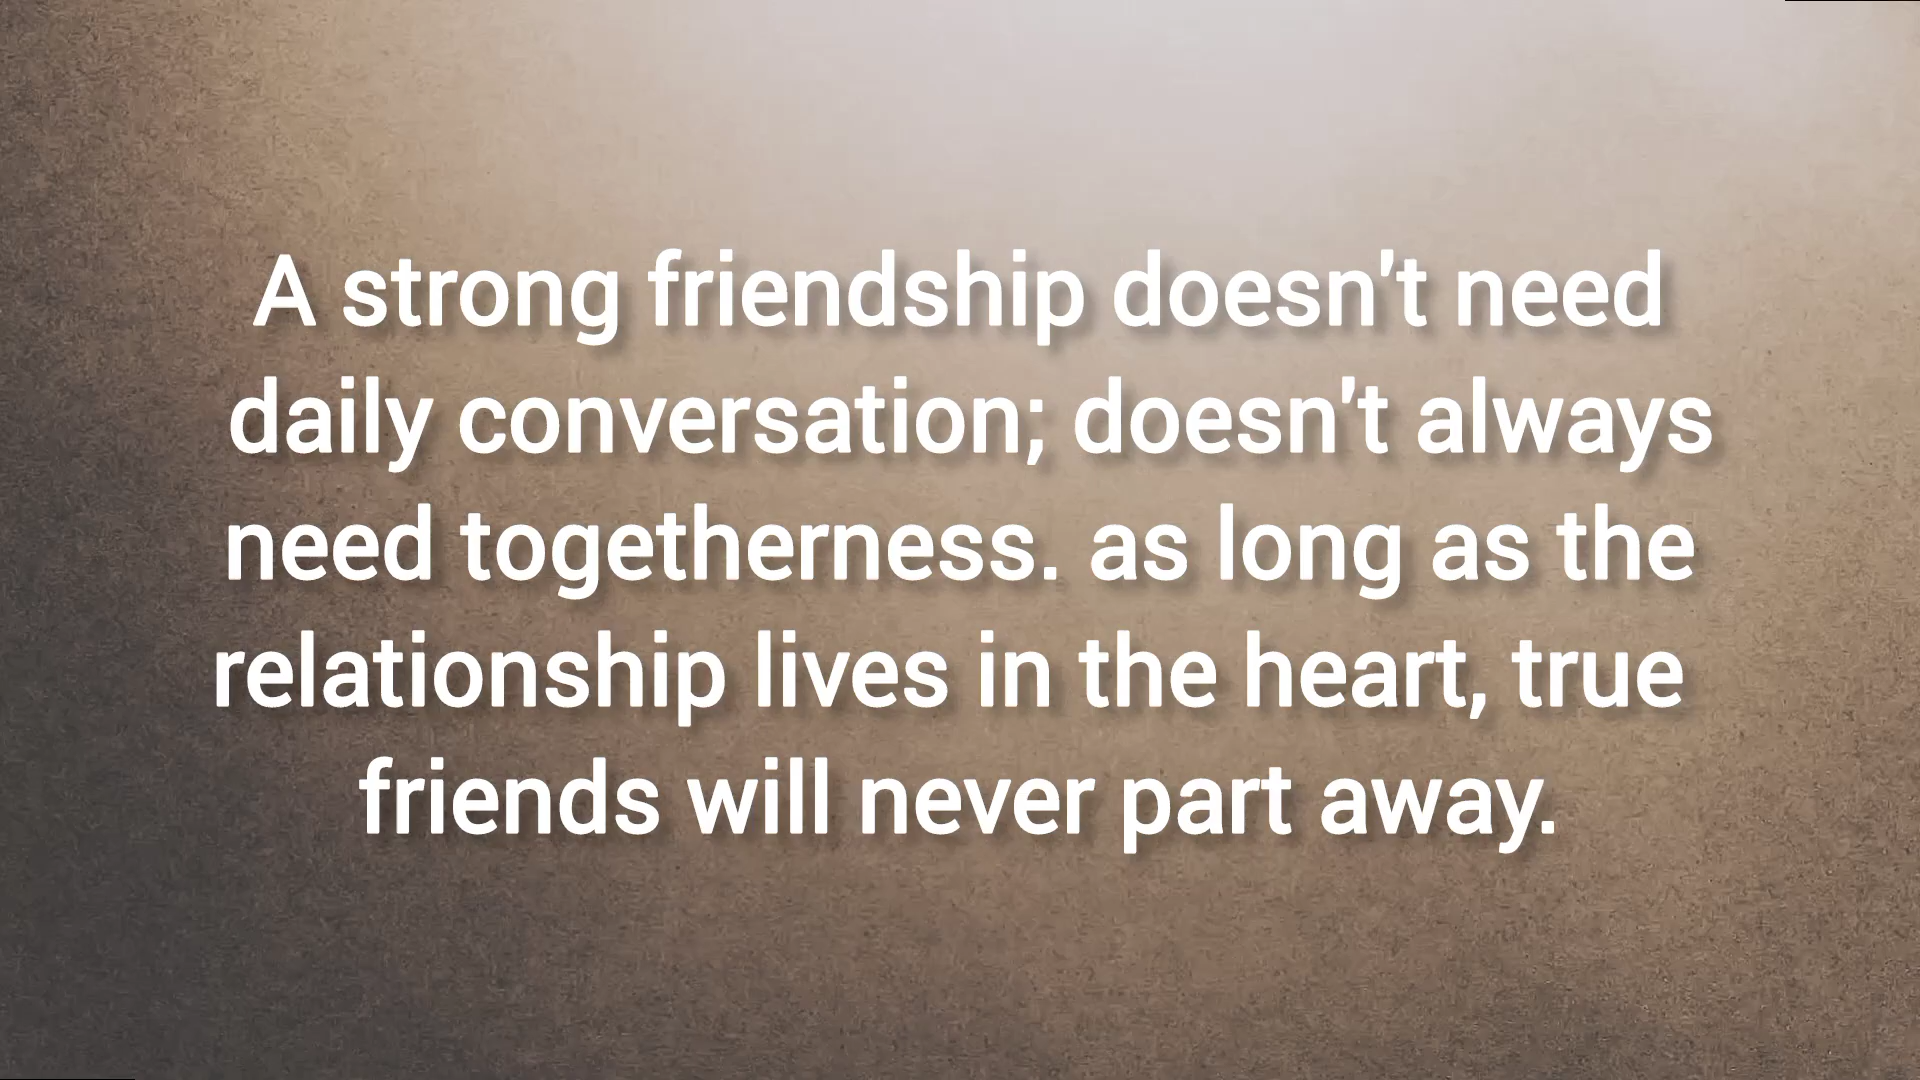 A strong friendship doesn't need
daily conversation; doesn't always
need togetherness. as long as the
relationship lives in the heart, true
friends will never part away.